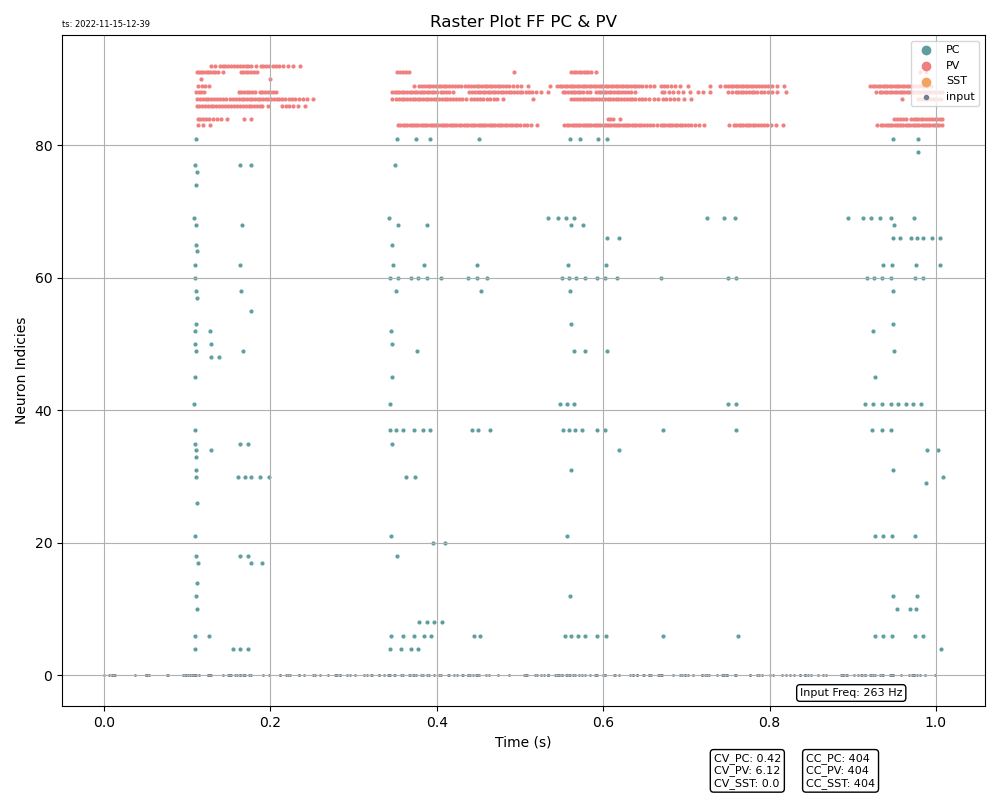 ts: 2022-11-15-12-39
Raster Plot FF PC & PV
PC
PV
SST
input
Neuron Indicies
80
60
40
20
0
Input Freq: 263 Hz
0.0 0.2 0.4 0.6 0.8 1.0
Time (s)
CV_PC: 0.42
CV_PV: 6.12
CV_SST: 0.0
CC_PC: 404
CC_PV: 404
CC_SST: 404